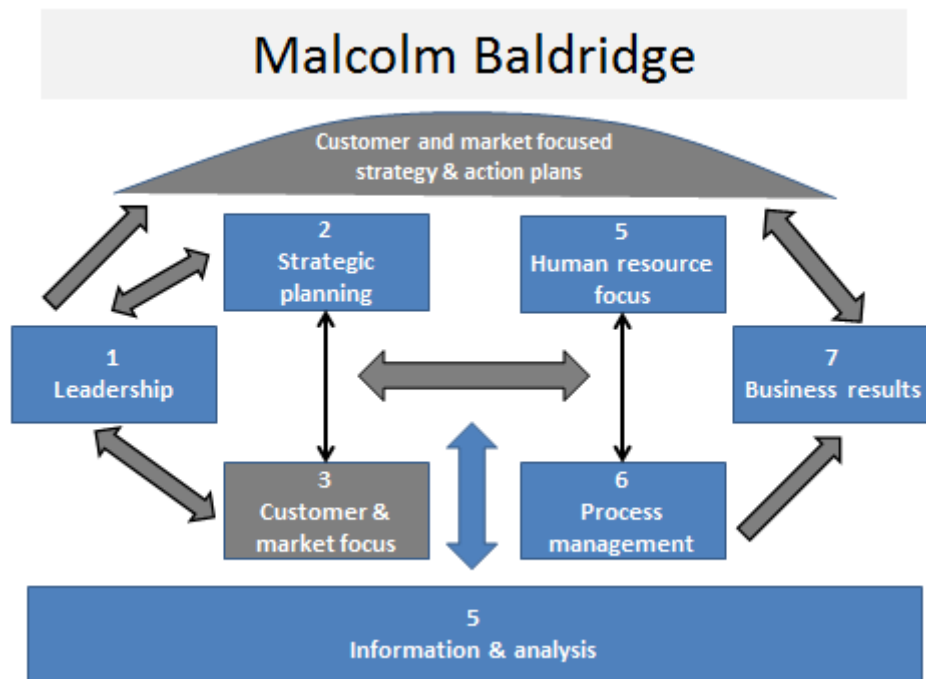 Malcolm Baldridge
Customer and market focused
strategy & action plans
2
Strategic
planning
5
Human resource
focus
1
Leadership
7
Business results
3
Customer &
market focus
6
Process
management
5
Information & analysis